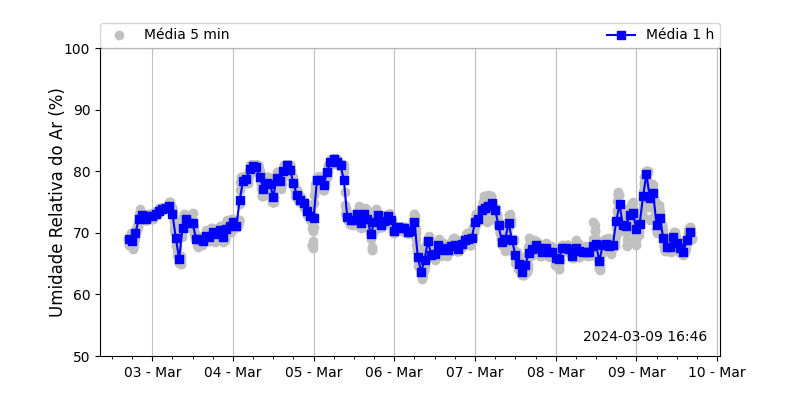 Média 5 min
Média 1 h
100
90
80
70
60
50
Umidade Relativa do Ar (%)
2024-03-09 16:46
03 - Mar
04 - Mar
05 - Mar
06 - Mar
07 - Mar
08 - Mar
09 - Mar
10 - Mar